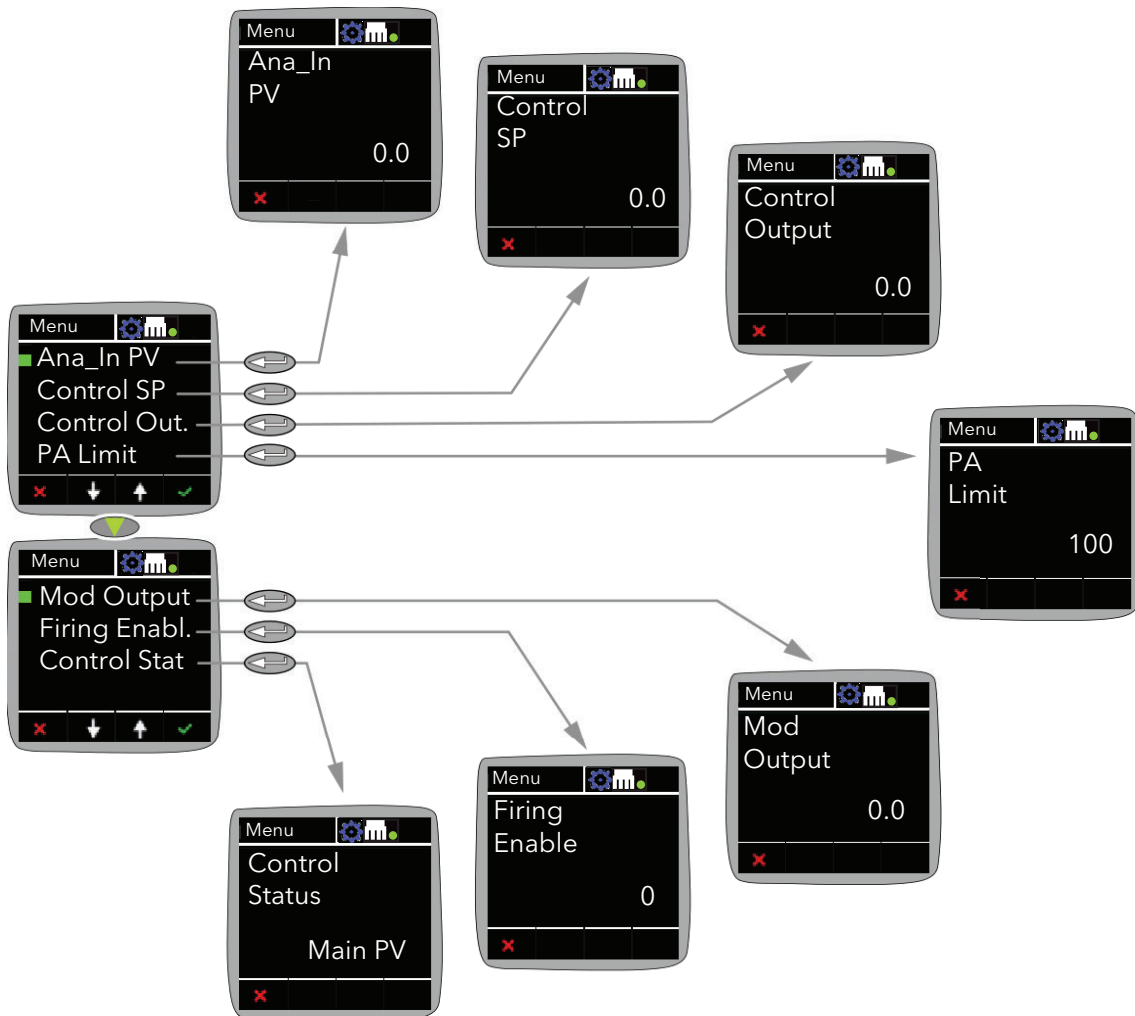 Menu
Ana_In
PV
0.0
Menu
Control
SP
0.0
Menu
Control
Output
0.0
Menu
Ana_In PV
Control SP
Control Out.
PA Limit
Menu
PA
Limit
100
Menu
Mod Output
Firing Enabl.
Control Stat
Menu
Mod
Output
0.0
Menu
Firing
Enable
0
Menu
Control
Status
Main PV